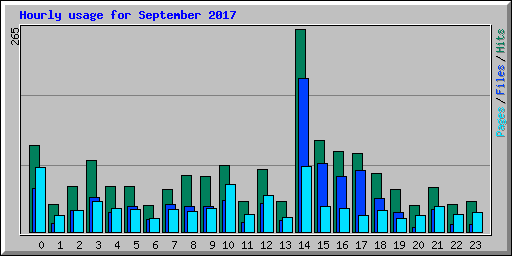 Hourly usage for September 2017
265
Pages/Files/Hits
0 1 2 3 4 5 6 7 8 9 10 11 12 13 14 15 16 17 18 19 20 21 22 23